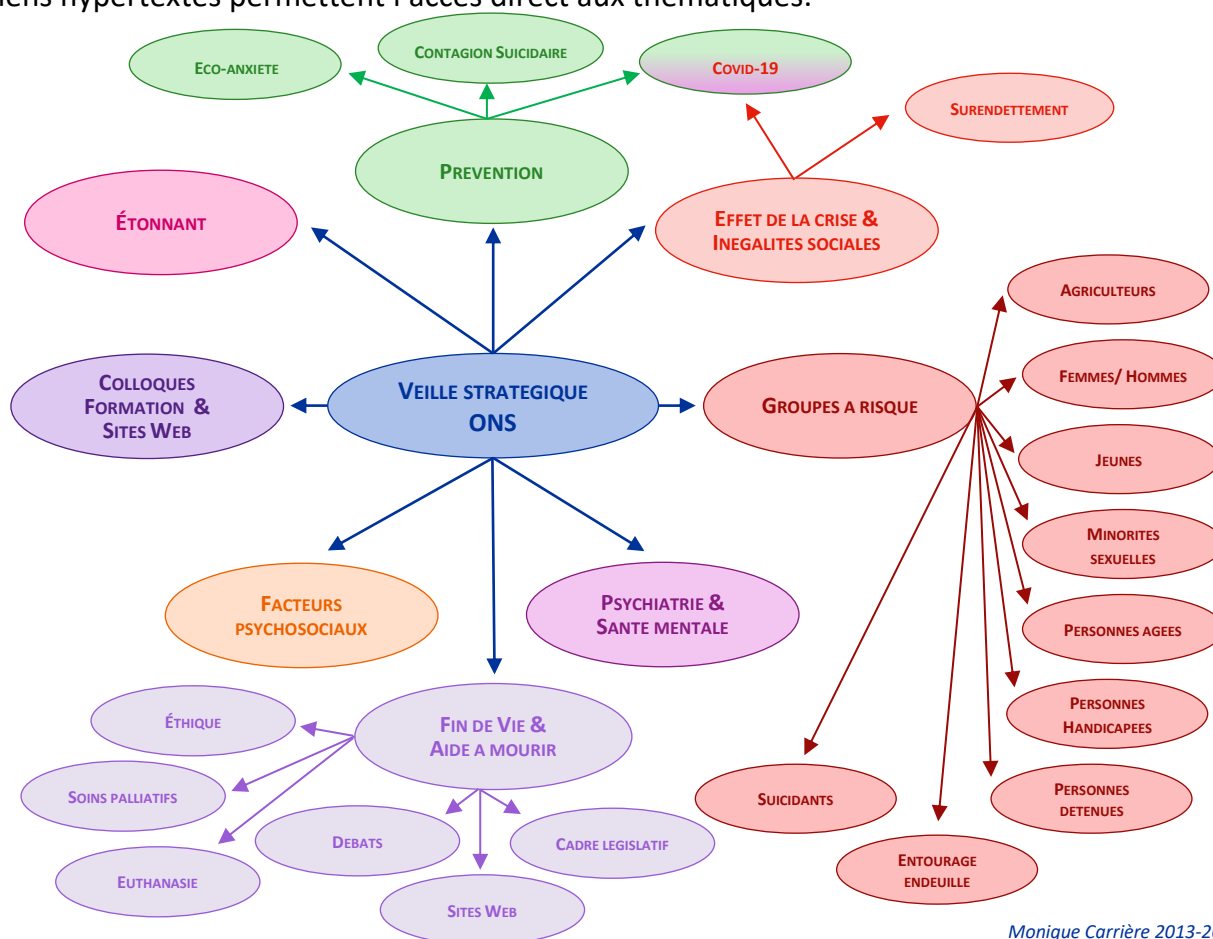 liens hypertextes permettent l'accès direct aux thématiques.
CONTAGION SUICIDAIRE
ECO-ANXIETE
COVID-19
SURENDETTEMENT
PREVENTION
ÉTONNANT
EFFET DE LA CRISE &
INEGALITES SOCIALES
AGRICULTEURS
FEMMES/ HOMMES
COLLOQUES
FORMATION &
SITES WEB
VEILLE STRATEGIQUE
ONS
GROUPES A RISQUE
JEUNES
MINORITES
SEXUELLES
FACTEURS
PSYCHOSOCIAUX
PSYCHIATRIE &
SANTE MENTALE
PERSONNES AGEES
PERSONNES
HANDICAPEES
ÉTHIQUE
FIN DE VIE &
AIDE A MOURIR
SOINS PALLIATIFS
SUICIDANTS
PERSONNES
DETENUES
DEBATS
CADRE LEGISLATIF
EUTHANASIE
ENTOURAGE
ENDEUILLE
SITES WEB
Monique Carrière 2013-20